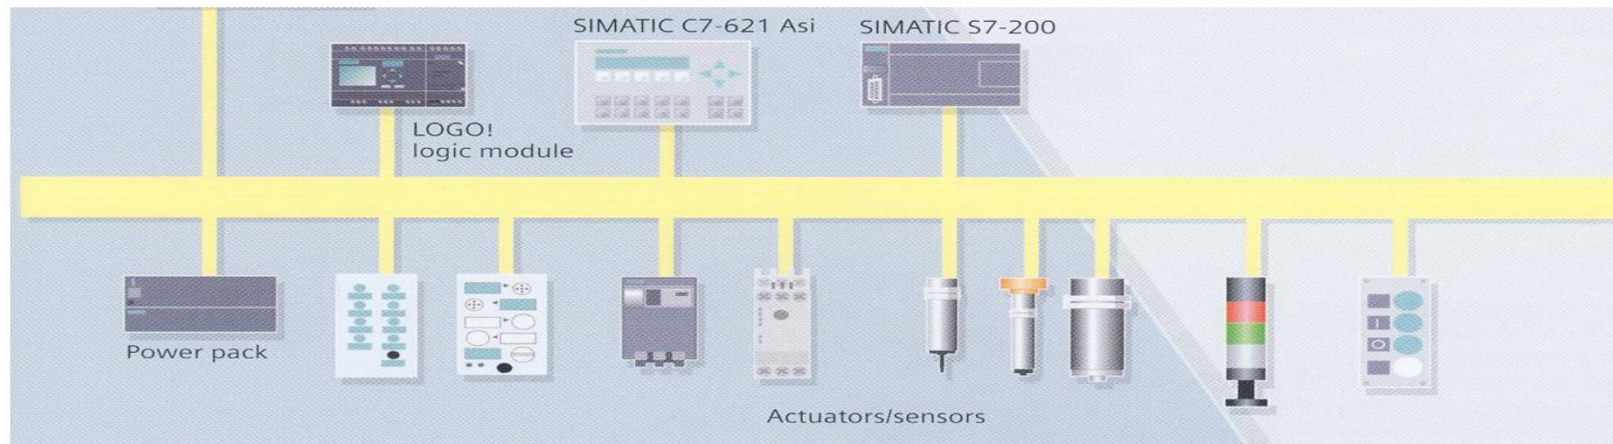 SIMATIC C7-621 Asi
SIMATIC S7-200
LOGO!
logic module
Power pack
Actuators/sensors